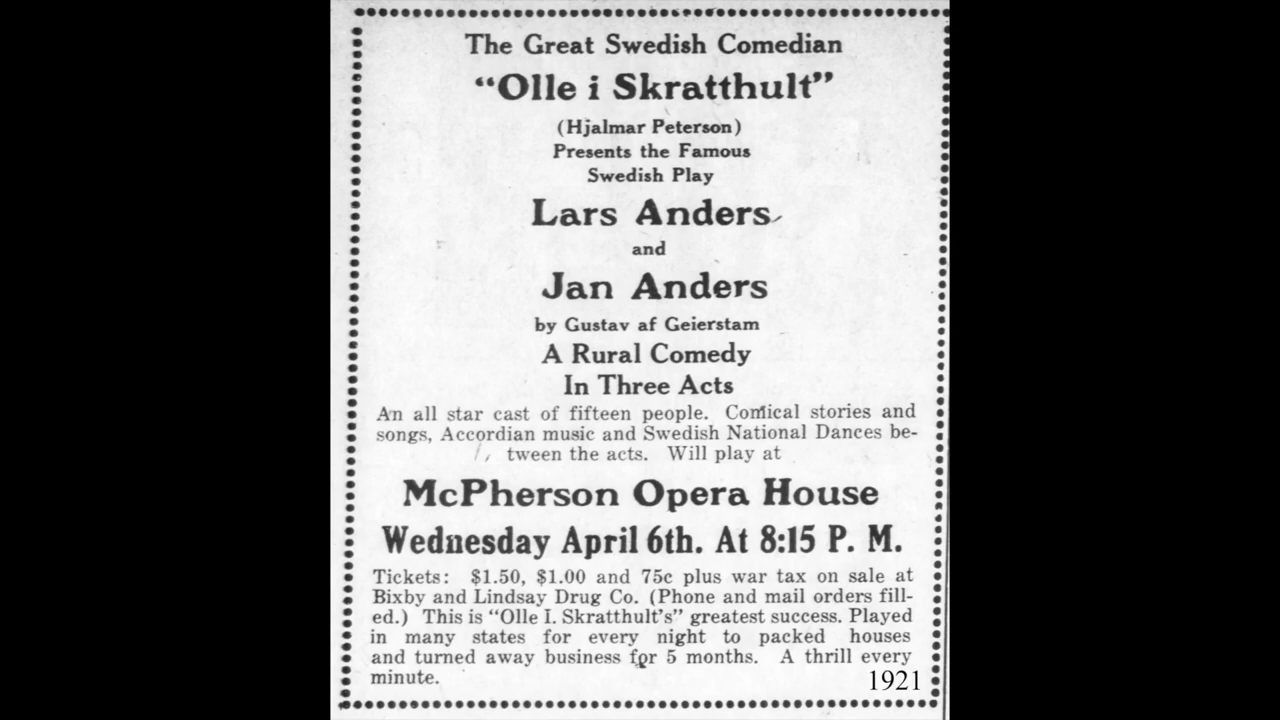 The Great Swedish Comedian
"Olle i Skratthult"
(Hjalmar Peterson)
Presents the Famous
Swedish Play
Lars Anders
and
Jan Anders
by Gustav af Geierstam
A Rural Comedy
In Three Acts
An all star cast of fifteen people. Comical stories and
songs, Accordian music and Swedish National Dances be-
tween the acts. Will play at
McPherson Opera House
Wednesday April 6th. At 8:15 P. M.
Tickets: $1.50, $1.00 and 75c plus war tax on sale at
Bixby and Lindsay Drug Co. (Phone and mail orders fill-
ed.) This is "Olle I. Skratthult's" greatest success. Played
in many states for every night to packed houses
and turned away business for 5 months. A thrill every
minute.
1921